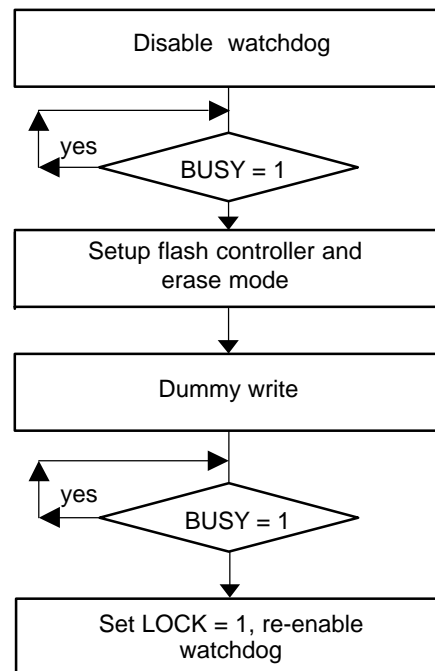 Disable watchdog
yes
BUSY = 1
Setup flash controller and
erase mode
Dummy write
yes
BUSY = 1
Set LOCK = 1, re-enable
watchdog